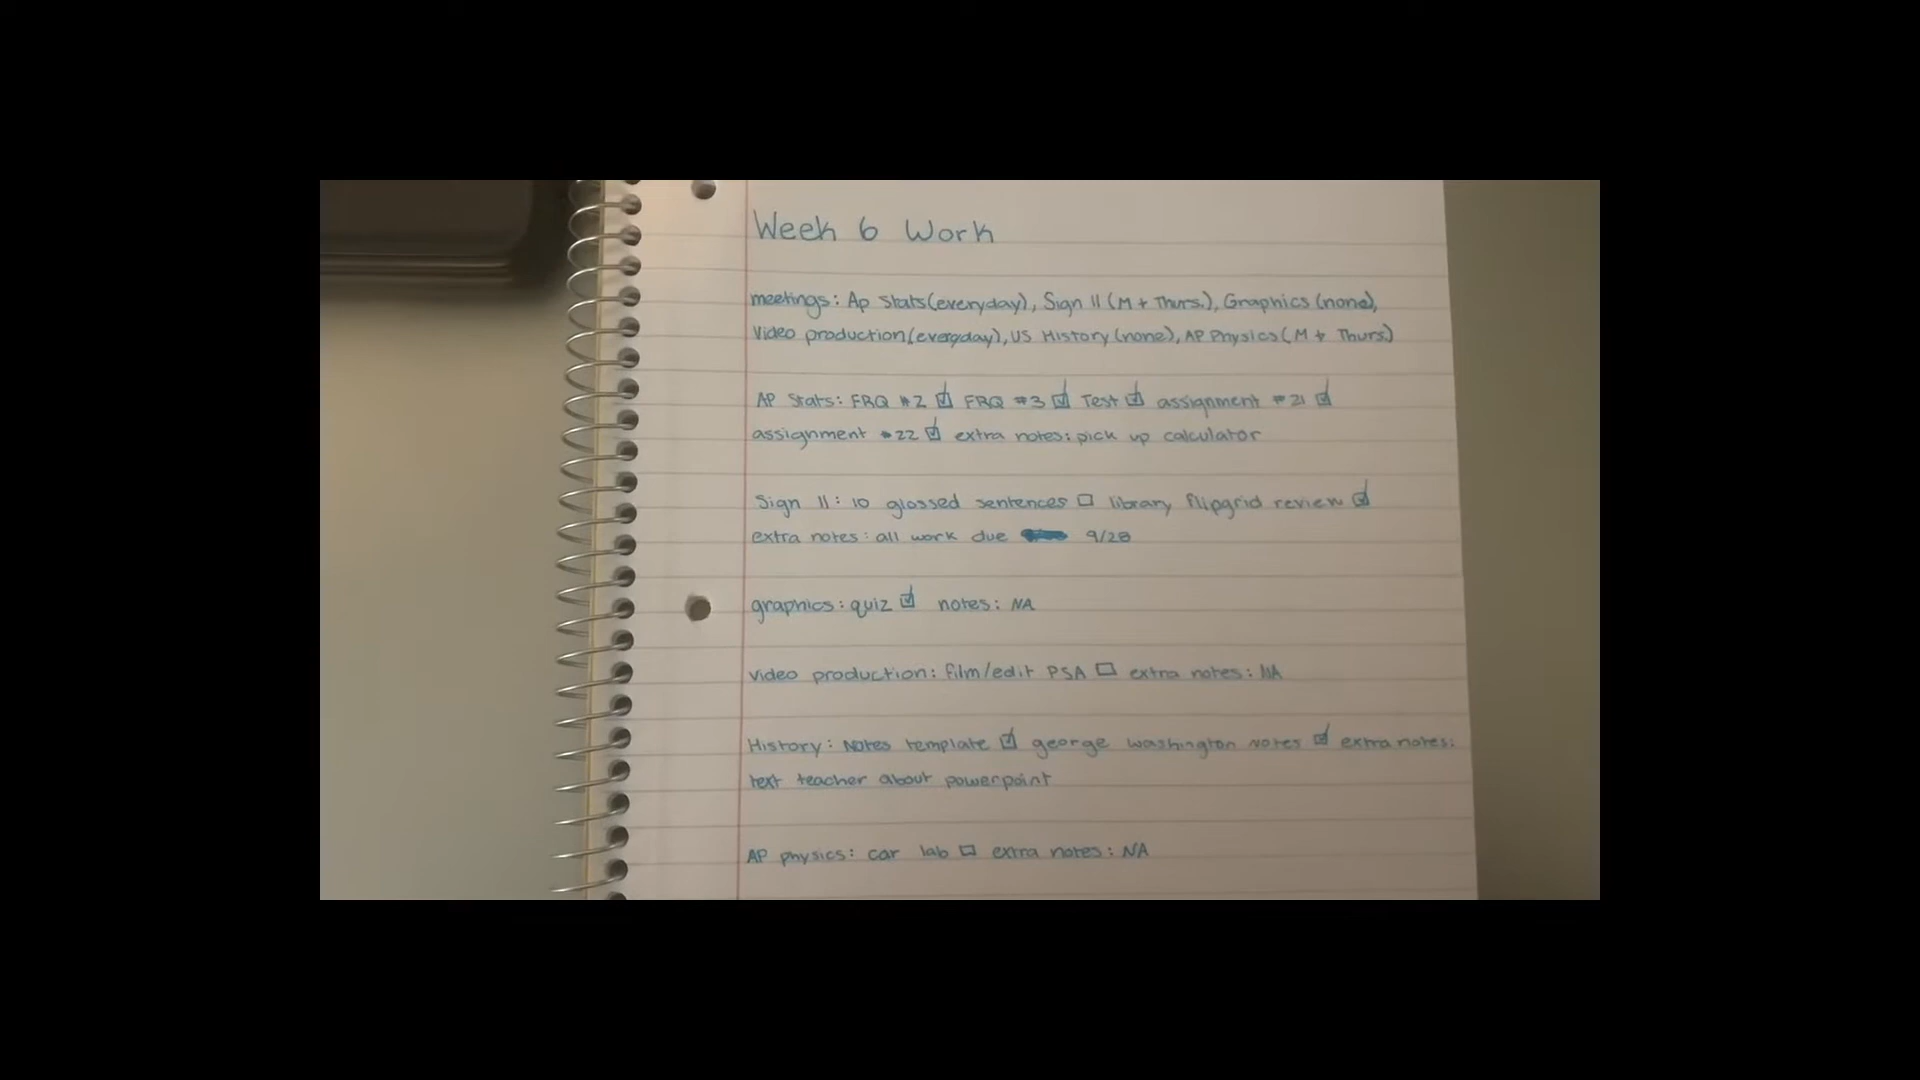 Week 6 Work
meetings: Ap Stats(everyday), Sign II (M + Thurs.), Graphics (none),
Video production(everyday), US History (none), AP Physics (M + Thurs.)
AP Stats: FRQ #2 ☑ FRQ #3 ☑ Test ☑ assignment #21 ☑
assignment #22 ☑ extra notes: pick up calculator
Sign II: 10 glossed sentences ☐ library flipgrid review ☑
extra notes: all work due 9/28
graphics: quiz ☑ notes: NA
Video production: film/edit PSA ☐ extra notes: NA
History: Notes template ☑ george washington notes ☑ extra notes:
text teacher about powerpoint
AP physics: car lab ☐ extra notes: NA